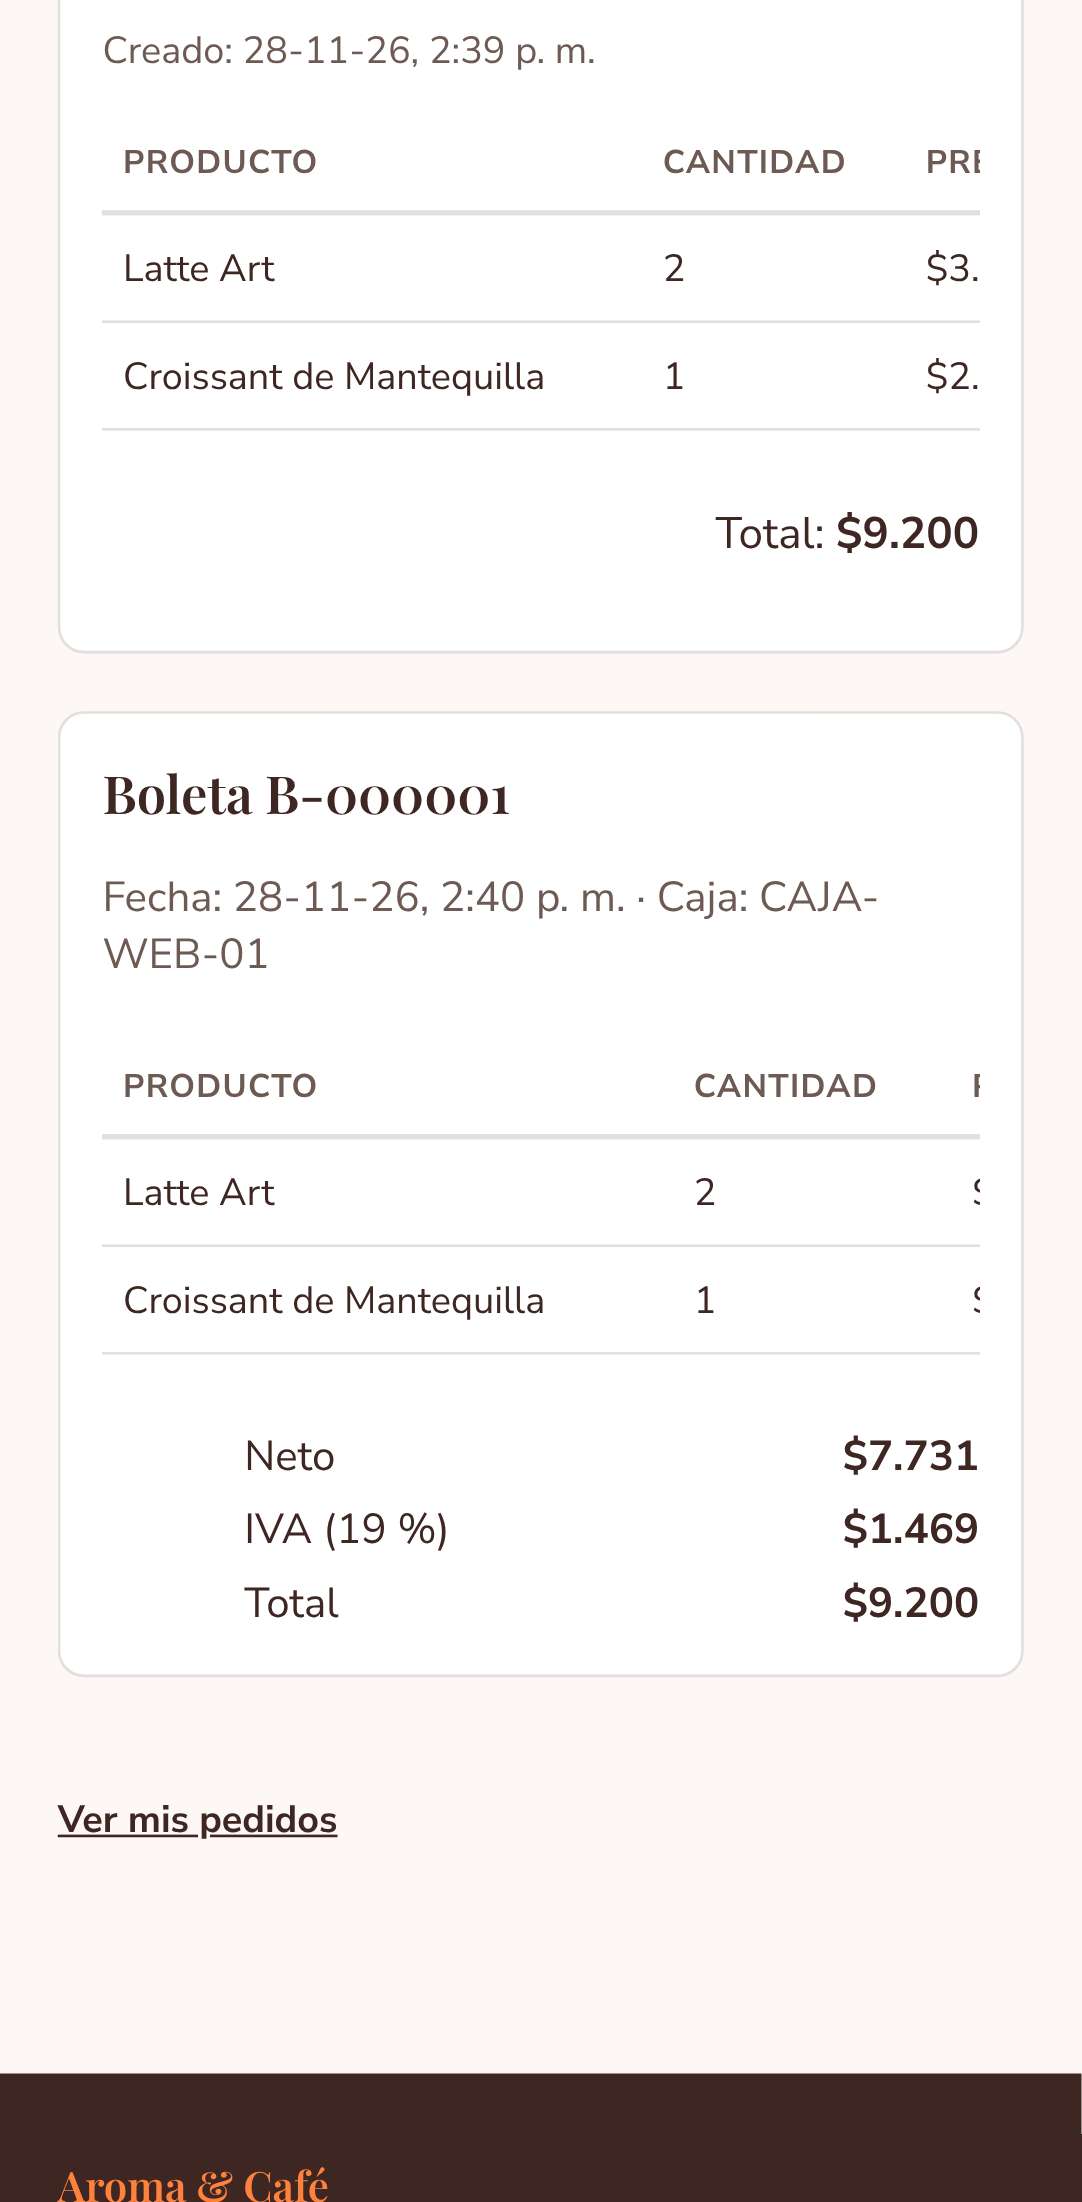 Creado: 28-11-26, 2:39 p. m.
PRODUCTO CANTIDAD
Latte Art 2 $3.
Croissant de Mantequilla 1 $2.
Total: $9.200
Boleta B-000001
Fecha: 28-11-26, 2:40 p. m. · Caja: CAJA-
WEB-01
PRODUCTO CANTIDAD
Latte Art 2
Croissant de Mantequilla 1
Neto $7.731
IVA (19 %) $1.469
Total $9.200
Ver mis pedidos
Aroma & Café